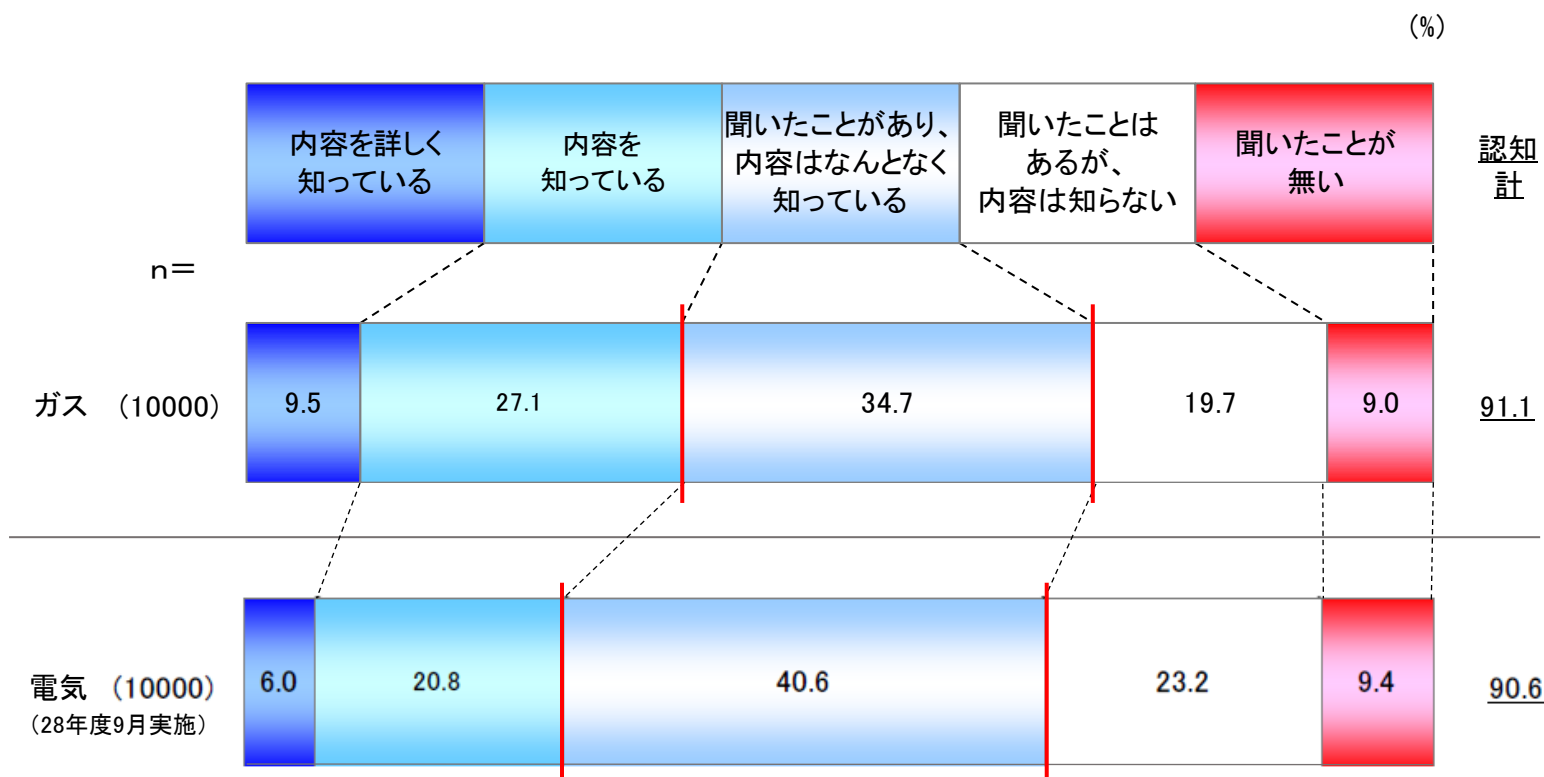 (%)
内容を詳しく
知っている
内容を
知っている
聞いたことがあり、
内容はなんとなく
知っている
聞いたことは
あるが、
内容は知らない
聞いたことが
無い
認知
計
n＝
ガス (10000) 9.5 27.1 34.7 19.7 9.0 91.1
電気 (10000) 6.0 20.8 40.6 23.2 9.4 90.6
（28年度9月実施）